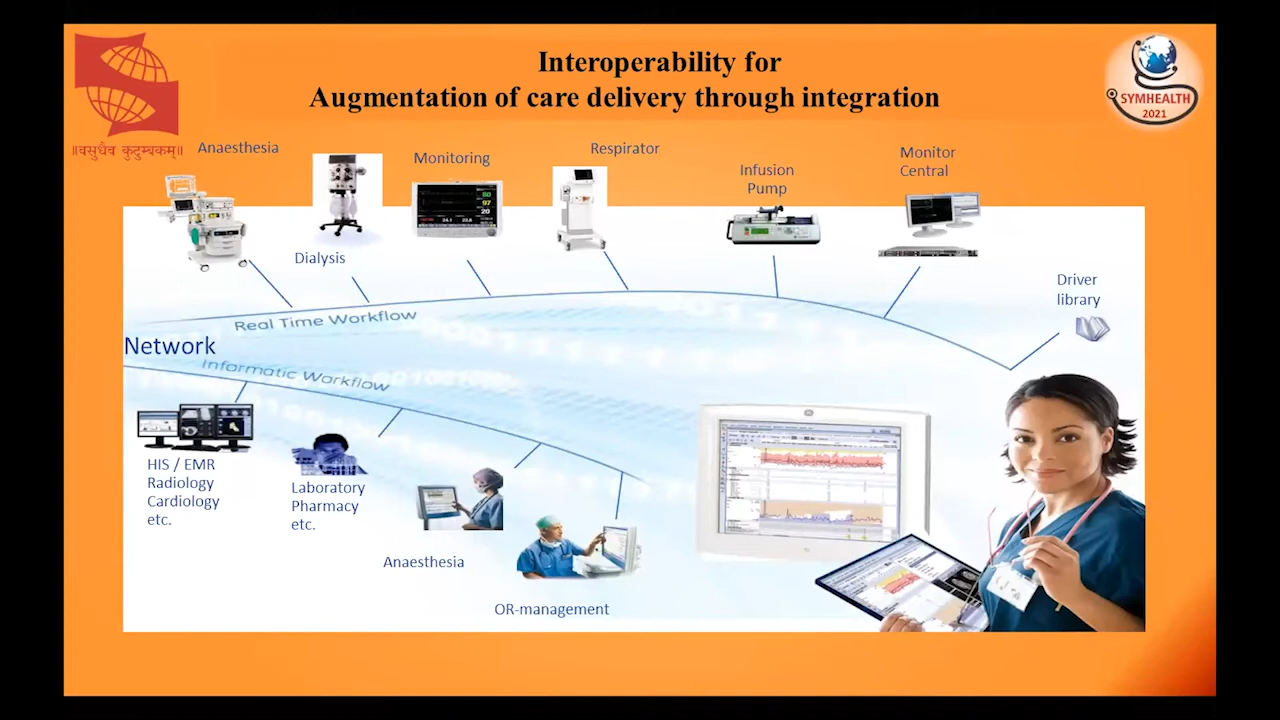 Interoperability for
Augmentation of care delivery through integration
SYMHEALTH
2021
॥वसुधैव कुटुम्बकम्॥
Anaesthesia
Dialysis
Monitoring
Respirator
Infusion
Pump
Monitor
Central
Driver
library
Real Time Workflow
Network
Informatic Workflow
HIS / EMR
Radiology
Cardiology
etc.
Laboratory
Pharmacy
etc.
Anaesthesia
OR-management